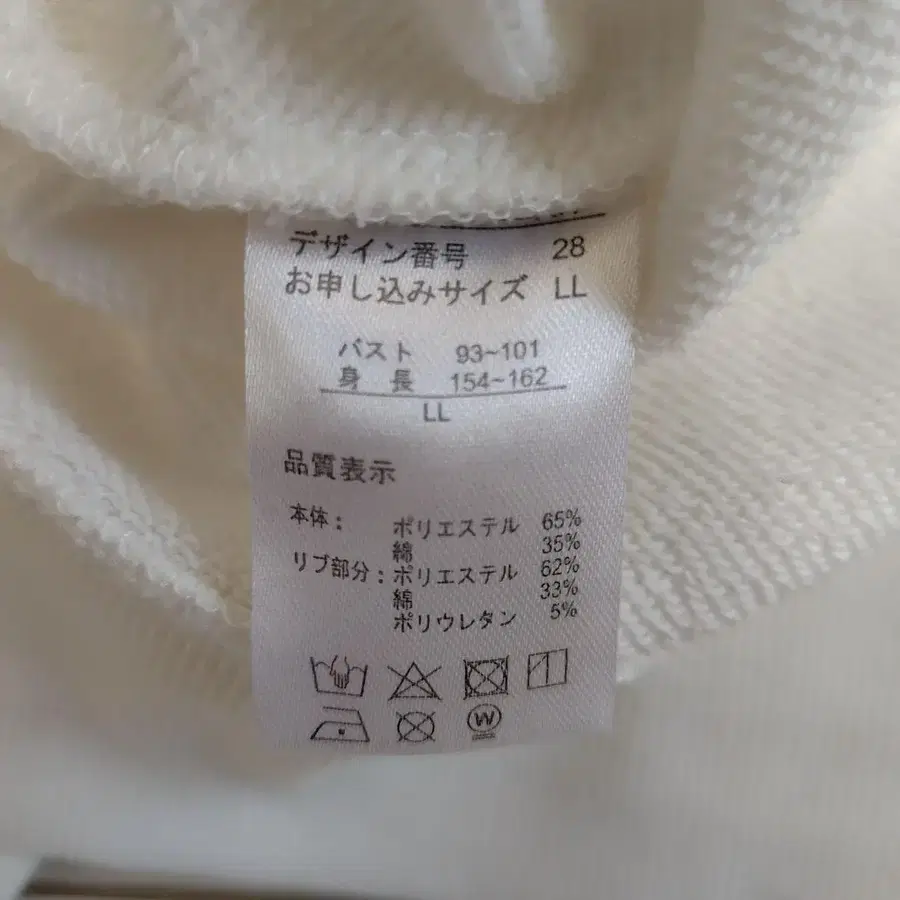 デザイン番号 28
お申し込みサイズ LL
バスト 93~101
身 長 154~162
LL
品質表示
本体: ポリエステル 65%
綿 35%
リブ部分:ポリエステル 62%
綿 33%
ポリウレタン 5%
W